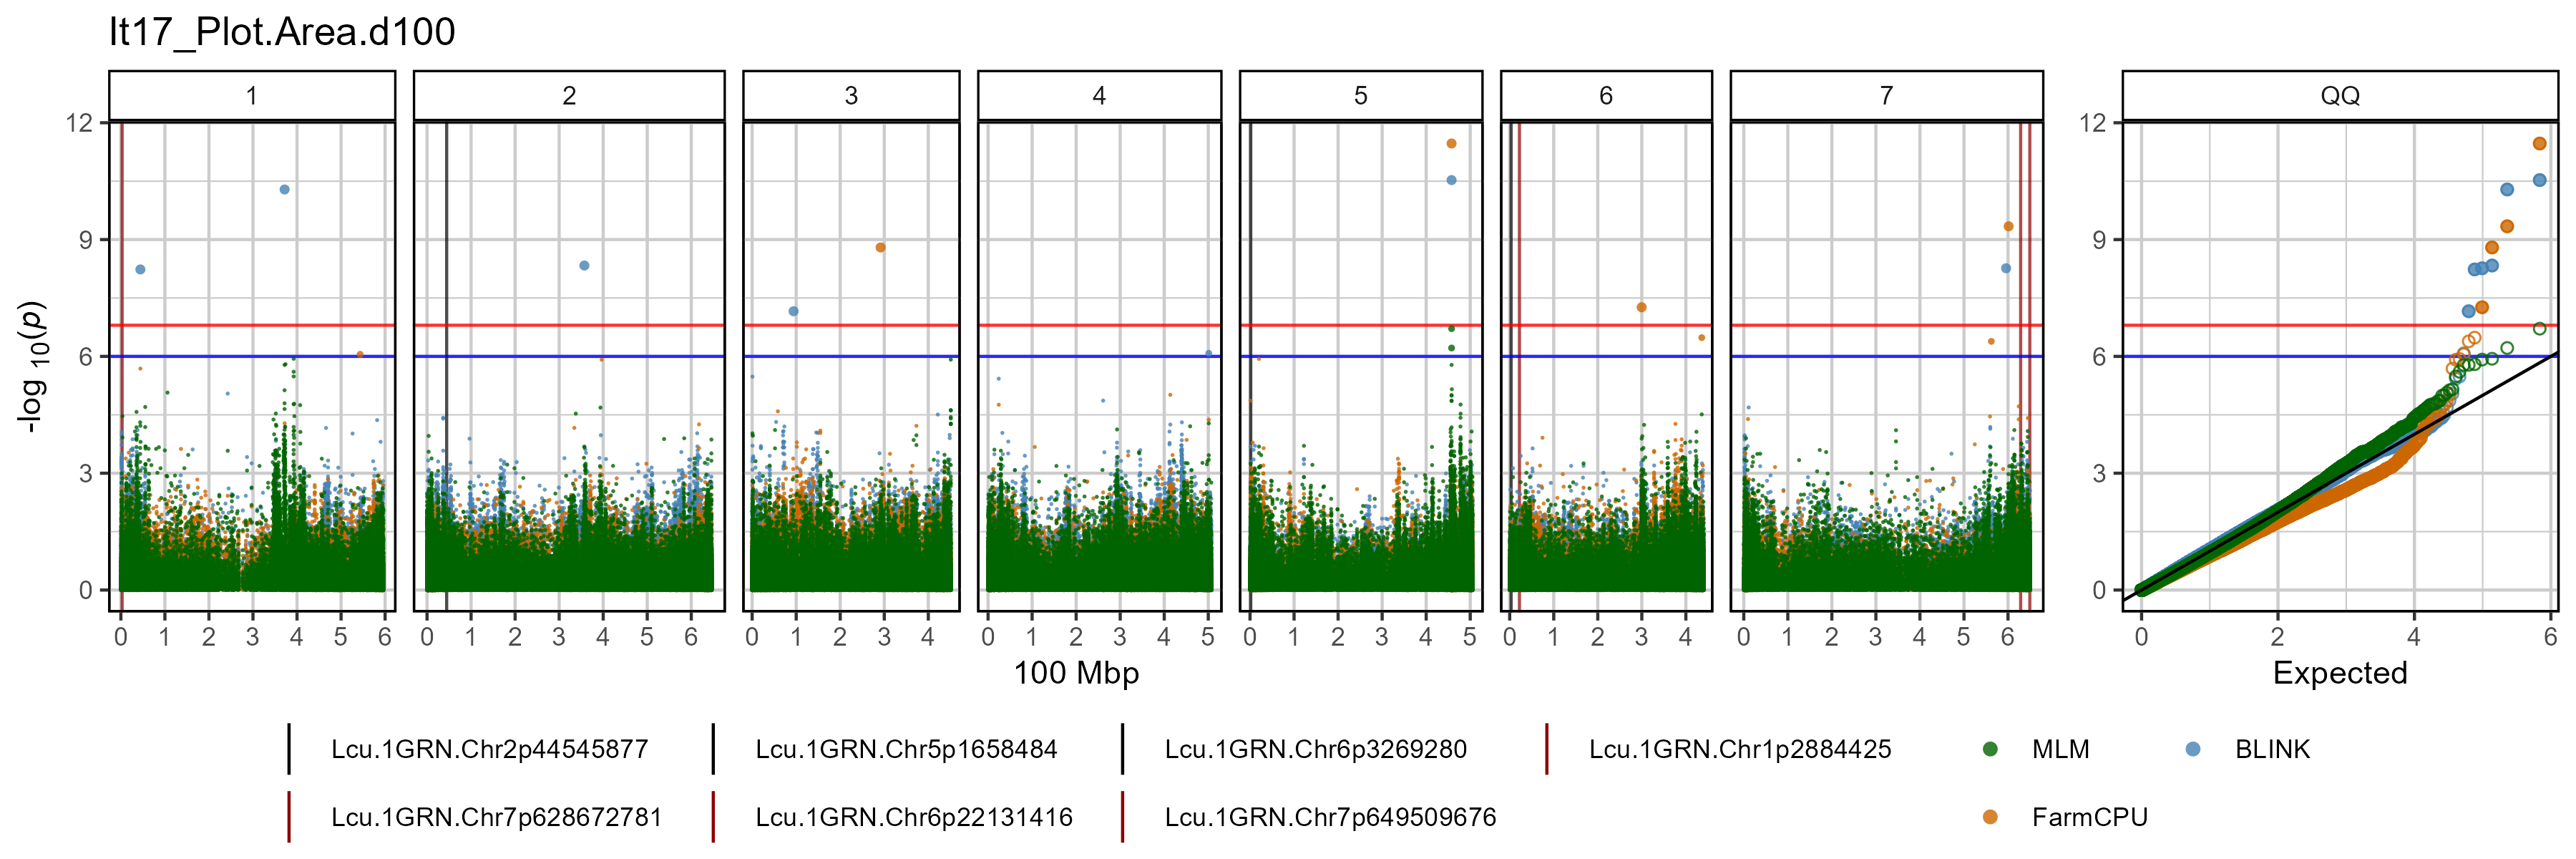 It17_Plot.Area.d100
1 2 3 4 5 6 7 QQ
12 12
9 9
6 6
3 3
0 0
-log 10(p)
0 1 2 3 4 5 6 0 1 2 3 4 5 6 0 1 2 3 4 0 1 2 3 4 5 0 1 2 3 4 5 0 1 2 3 4 0 1 2 3 4 5 6 0 2 4 6
100 Mbp Expected
Lcu.1GRN.Chr2p44545877 Lcu.1GRN.Chr5p1658484 Lcu.1GRN.Chr6p3269280 Lcu.1GRN.Chr1p2884425 MLM BLINK
Lcu.1GRN.Chr7p628672781 Lcu.1GRN.Chr6p22131416 Lcu.1GRN.Chr7p649509676 FarmCPU